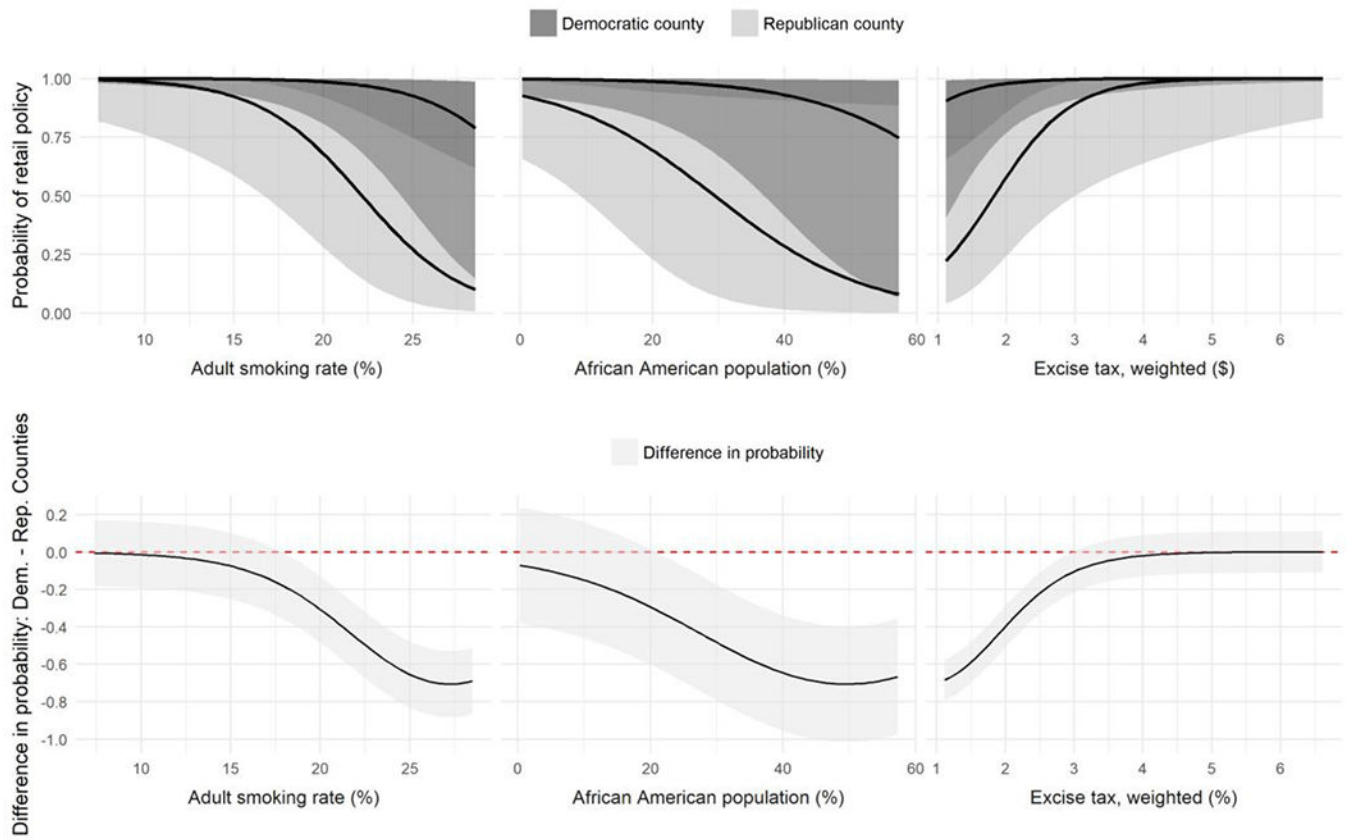 Democratic county Republican county
Probability of retail policy
1.00
0.75
0.50
0.25
0.00
10 15 20 25
Adult smoking rate (%)
0 20 40 60
African American population (%)
1 2 3 4 5 6
Excise tax, weighted ($)
Difference in probability
Difference in probability: Dem. - Rep. Counties
0.2
0.0
-0.2
-0.4
-0.6
-0.8
-1.0
10 15 20 25
Adult smoking rate (%)
0 20 40 60
African American population (%)
1 2 3 4 5 6
Excise tax, weighted (%)